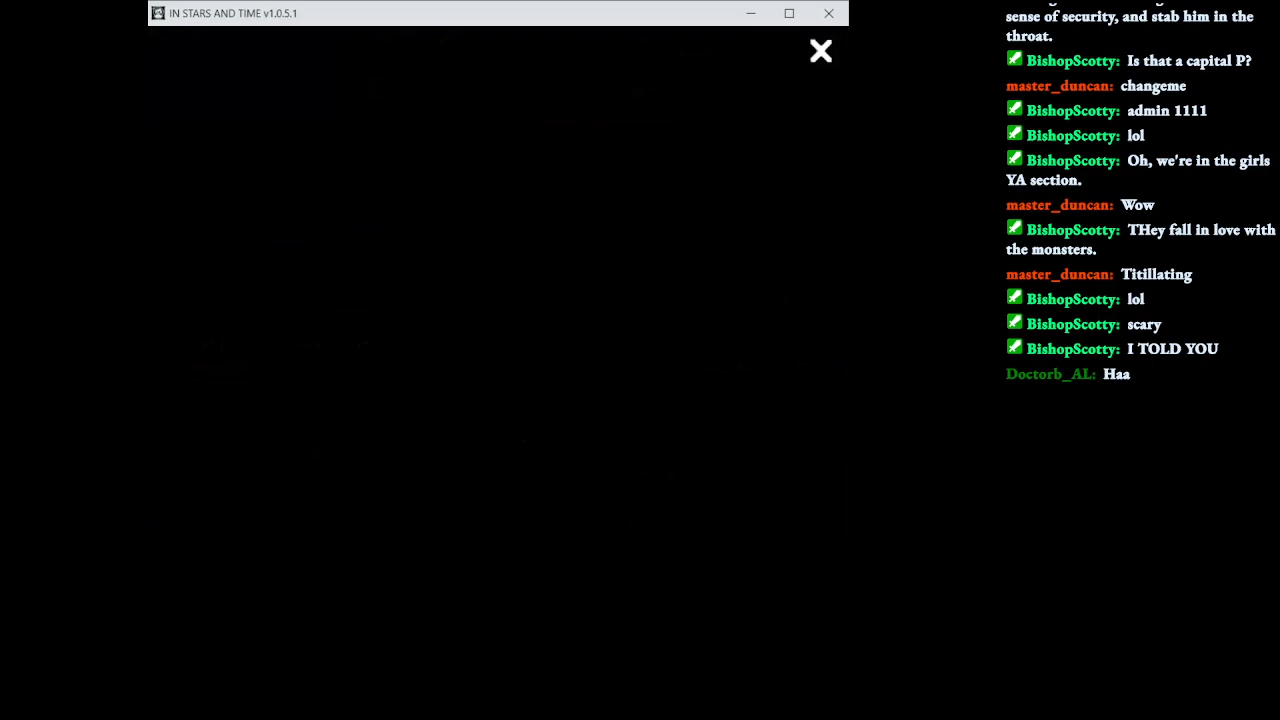 IN STARS AND TIME v1.0.5.1
sense of security, and stab him in the
throat.
BishopScotty: Is that a capital P?
master_duncan: changeme
BishopScotty: admin 1111
BishopScotty: lol
BishopScotty: Oh, we're in the girls
YA section.
master_duncan: Wow
BishopScotty: THey fall in love with
the monsters.
master_duncan: Titillating
BishopScotty: lol
BishopScotty: scary
BishopScotty: I TOLD YOU
Doctorb_AL: Haa